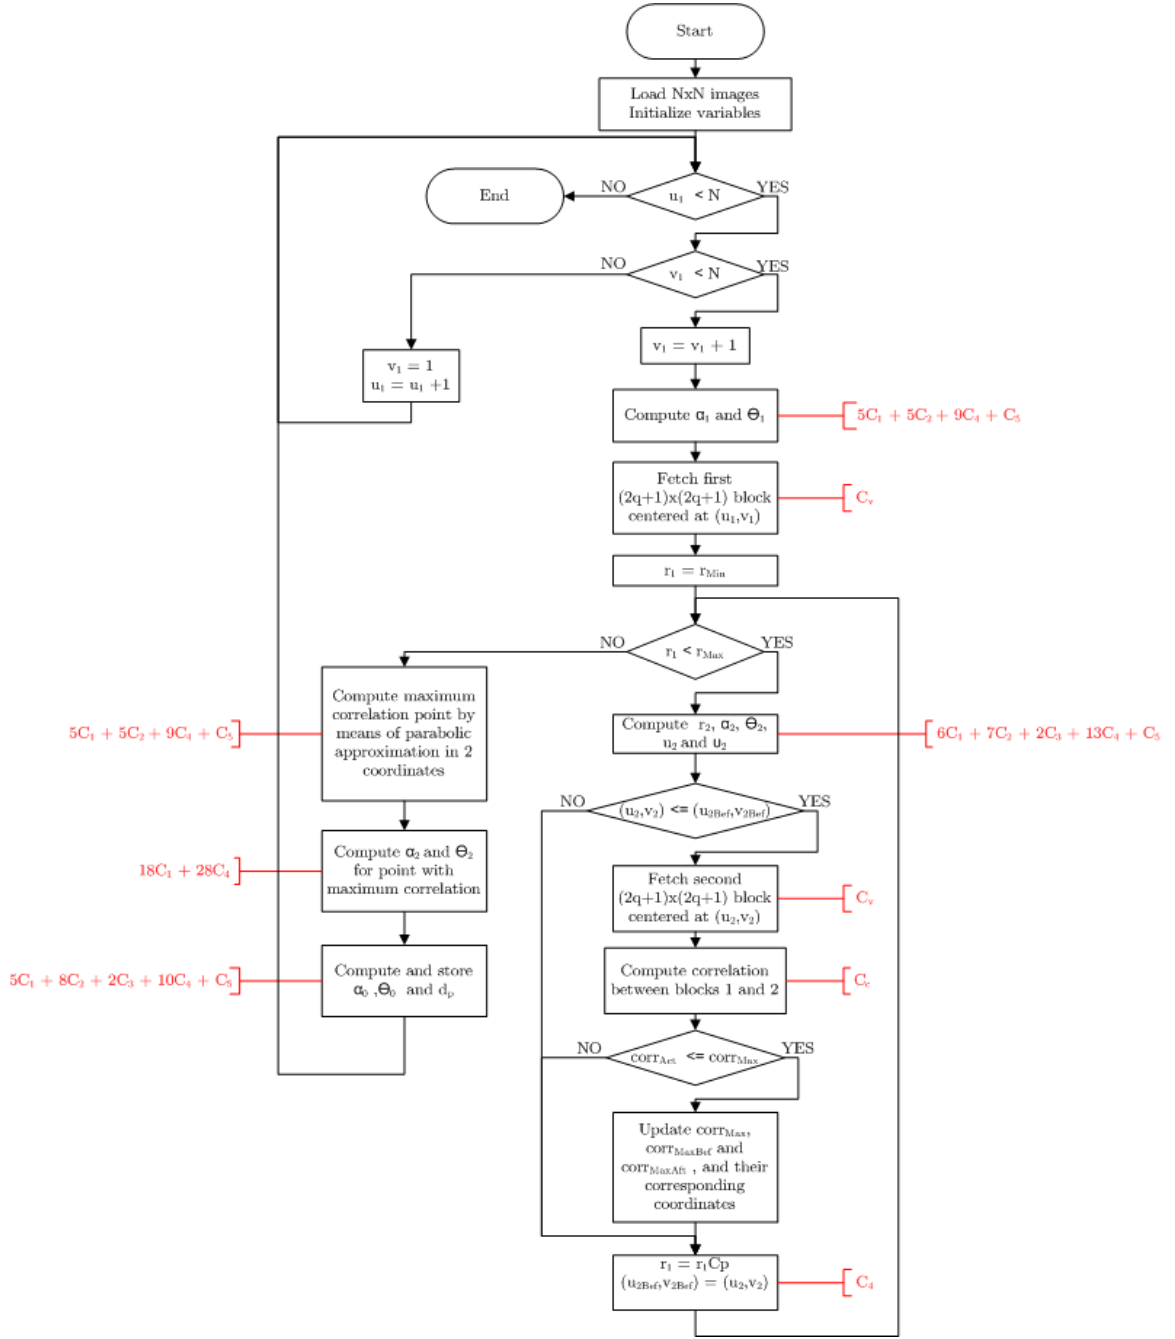 Start
Load NxN images
Initialize variables
NO
u₁ < N
YES
End
NO
v₁ < N
YES
v₁ = v₁ + 1
v₁ = 1
u₁ = u₁ +1
Compute α₁ and Θ₁
5C₁ + 5C₂ + 9C₄ + C₅
Fetch first
(2q+1)x(2q+1) block
centered at (u₁,v₁)
Cᵥ
r₁ = r_Min
NO
r₁ < r_Max
YES
Compute maximum
correlation point by
means of parabolic
approximation in 2
coordinates
5C₁ + 5C₂ + 9C₄ + C₅
Compute r₂, α₂, Θ₂,
u₂ and υ₂
6C₁ + 7C₂ + 2C₃ + 13C₄ + C₅
NO
(u₂,v₂) <= (u_2Bef,v_2Bef)
YES
Compute α₂ and Θ₂
for point with
maximum correlation
18C₁ + 28C₄
Fetch second
(2q+1)x(2q+1) block
centered at (u₂,v₂)
Cᵥ
Compute and store
α₀ ,Θ₀ and dₚ
5C₁ + 8C₂ + 2C₃ + 10C₄ + C₅
Compute correlation
between blocks 1 and 2
C_c
NO
corr_Act <= corr_Max
YES
Update corr_Max,
corr_MaxBef and
corr_MaxAft , and their
corresponding
coordinates
r₁ = r₁Cp
(u_2Bef,v_2Bef) = (u₂,v₂)
C₄